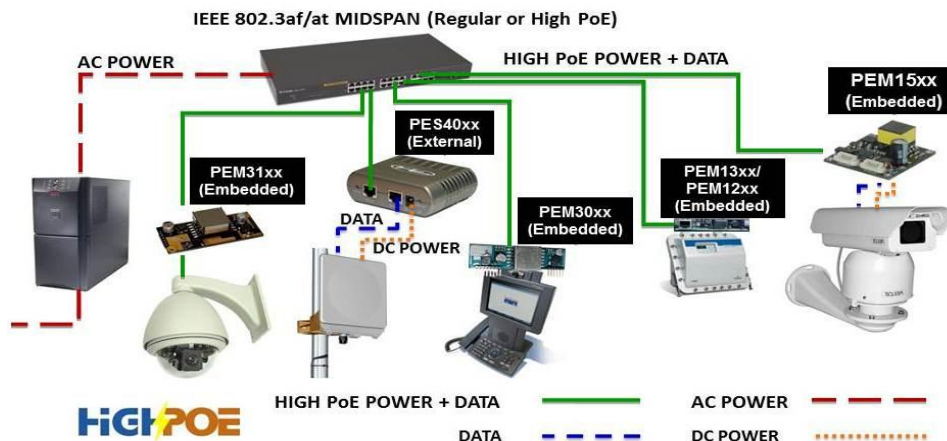 IEEE 802.3af/at MIDSPAN (Regular or High PoE)
AC POWER
HIGH PoE POWER + DATA
PEM15xx
(Embedded)
PES40xx
(External)
PEM31xx
(Embedded)
PEM13xx/
PEM12xx
(Embedded)
DATA
PEM30xx
(Embedded)
DC POWER
HIGH PoE POWER + DATA
AC POWER
HiGHPOE
DATA
DC POWER